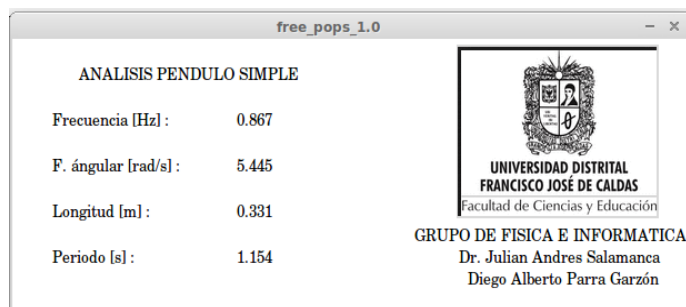 free_pops_1.0
ANALISIS PENDULO SIMPLE
Frecuencia [Hz] : 0.867
F. ángular [rad/s] : 5.445
Longitud [m] : 0.331
Periodo [s] : 1.154
UNIVERSIDAD DISTRITAL
FRANCISCO JOSÉ DE CALDAS
Facultad de Ciencias y Educación
GRUPO DE FISICA E INFORMATICA
Dr. Julian Andres Salamanca
Diego Alberto Parra Garzón